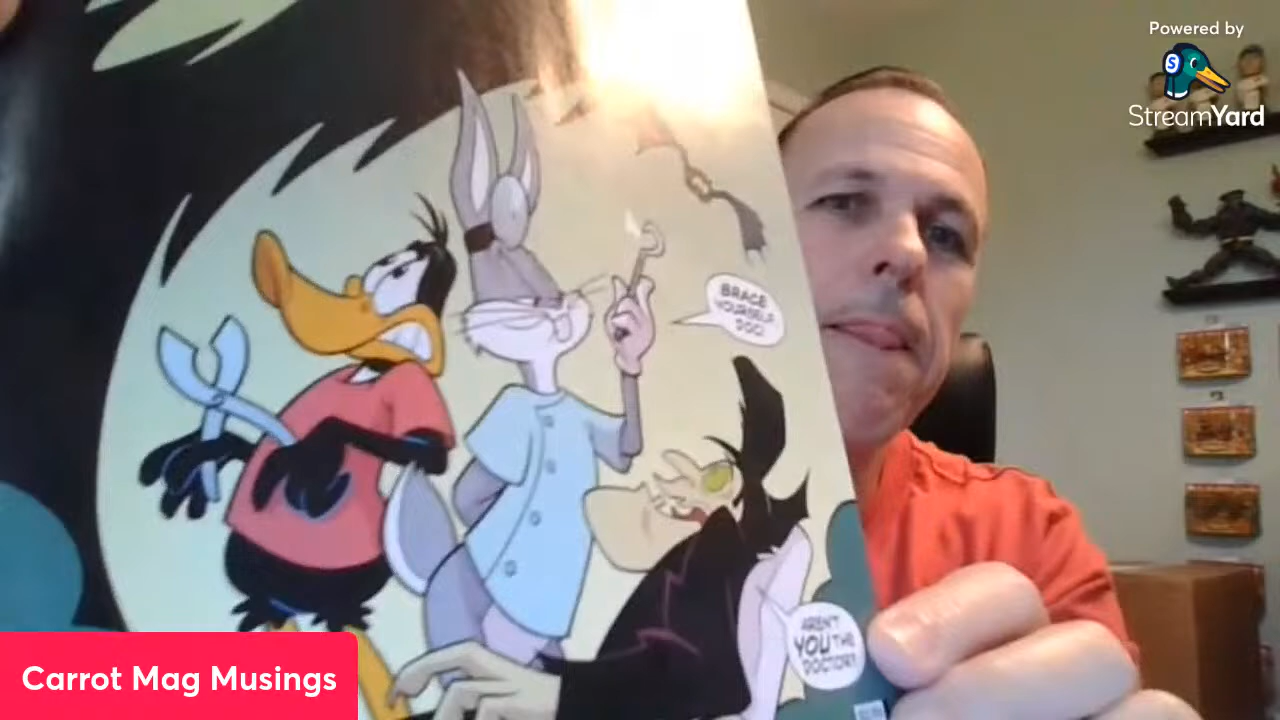 Powered by
S
StreamYard
BRACE
YOURSELF,
DOC!
AREN'T
YOU THE
DOCTOR?
Carrot Mag Musings